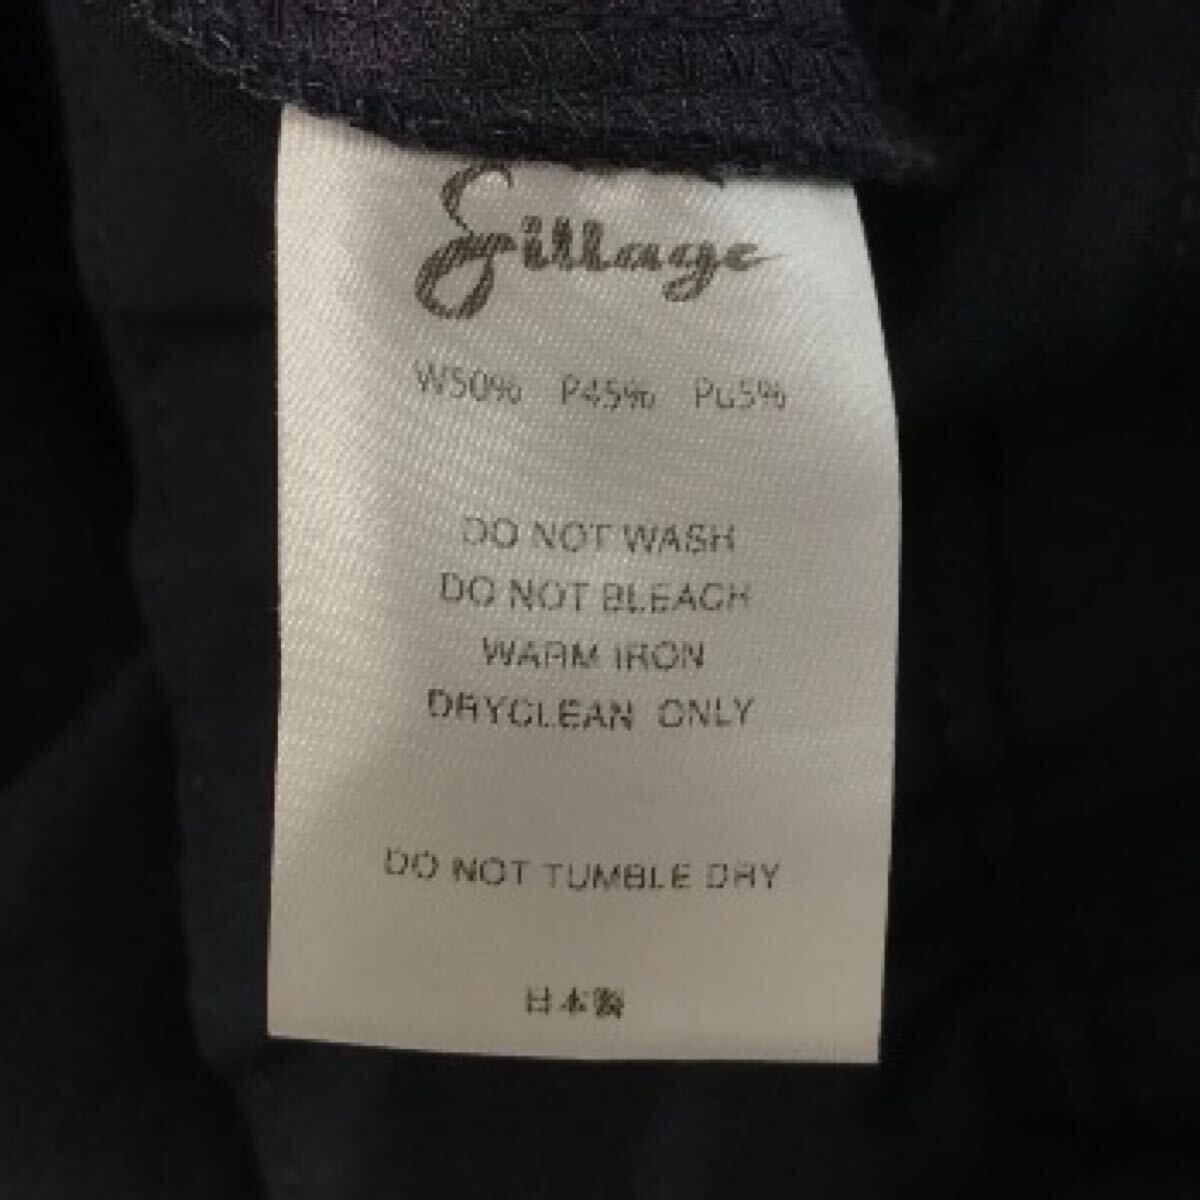 Sillage
W50% P45% Pu5%
DO NOT WASH
DO NOT BLEACH
WARM IRON
DRYCLEAN ONLY
DO NOT TUMBLE DRY
日本製